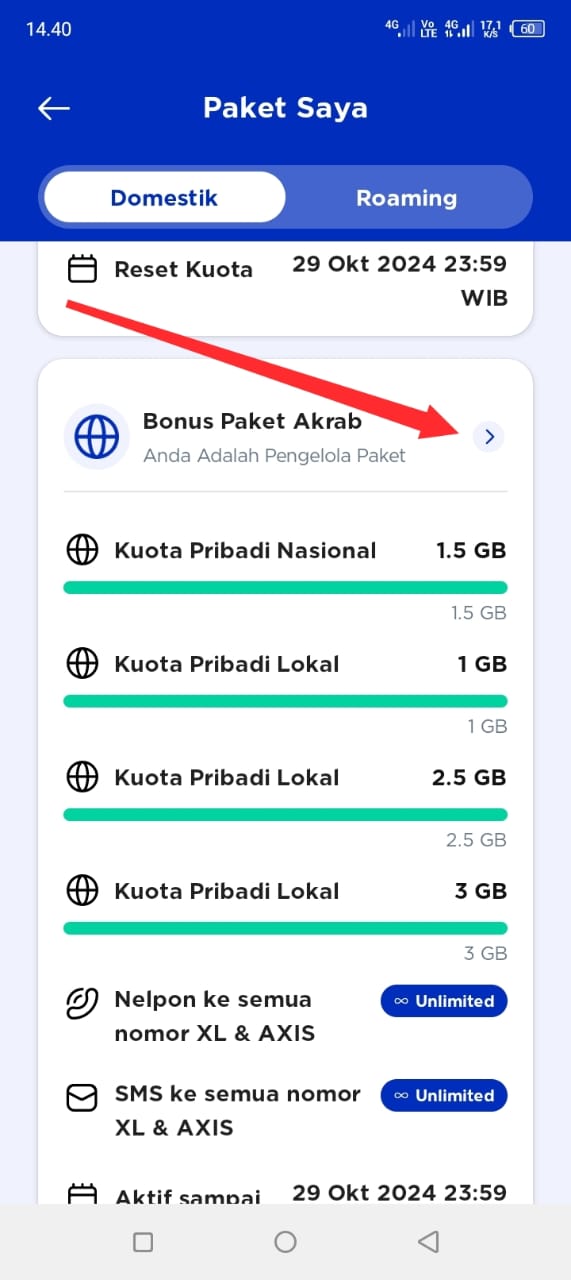 14.40
4G Vo LTE 4G 17,1 K/S 60
Paket Saya
Domestik Roaming
Reset Kuota 29 Okt 2024 23:59
WIB
Bonus Paket Akrab
Anda Adalah Pengelola Paket
Kuota Pribadi Nasional 1.5 GB
1.5 GB
Kuota Pribadi Lokal 1 GB
1 GB
Kuota Pribadi Lokal 2.5 GB
2.5 GB
Kuota Pribadi Lokal 3 GB
3 GB
Nelpon ke semua ∞ Unlimited
nomor XL & AXIS
SMS ke semua nomor ∞ Unlimited
XL & AXIS
Aktif sampai 29 Okt 2024 23:59